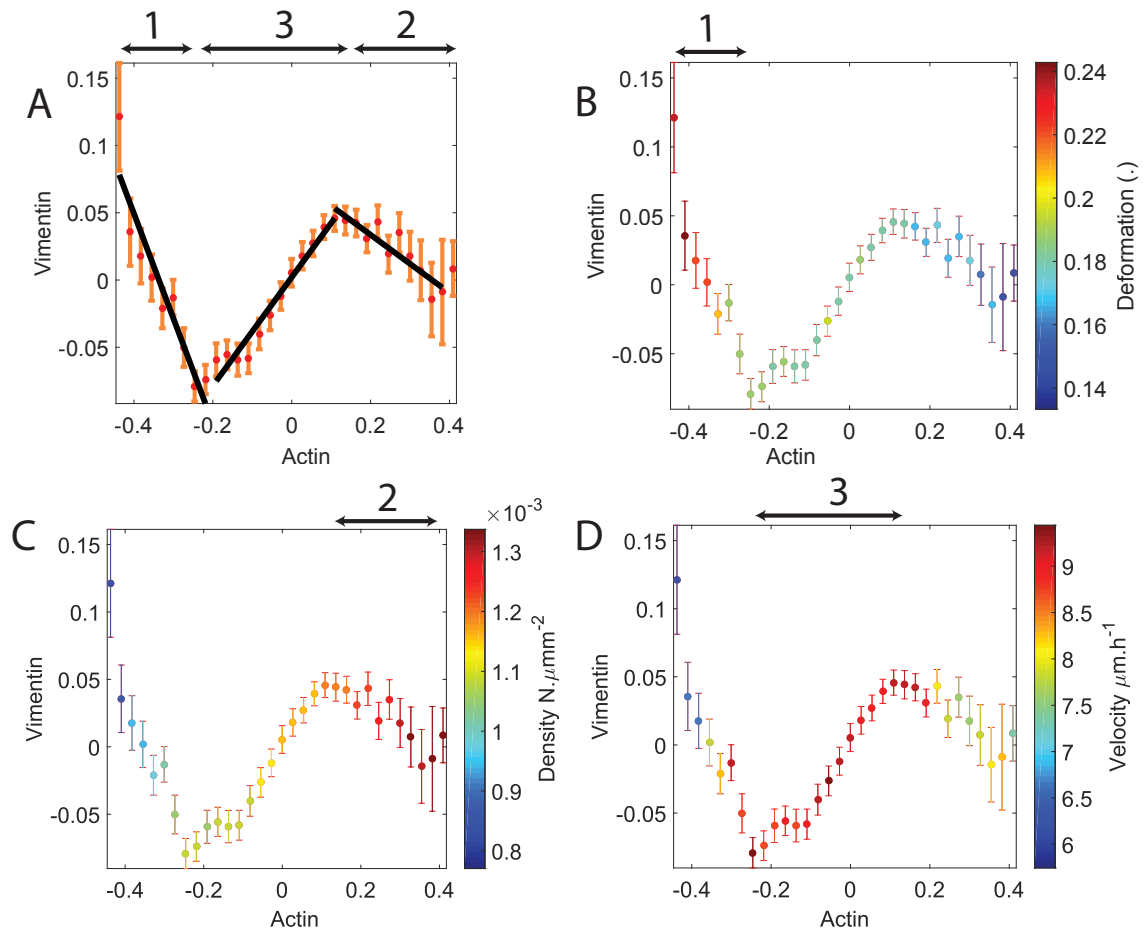 1 3 2
A
0.15
0.1
0.05
0
-0.05
Vimentin
-0.4 -0.2 0 0.2 0.4
Actin
1
B
0.15
0.1
0.05
0
-0.05
Vimentin
-0.4 -0.2 0 0.2 0.4
Actin
0.24
0.22
0.2
0.18
0.16
0.14
Deformation (.)
2
C
0.15
0.1
0.05
0
-0.05
Vimentin
-0.4 -0.2 0 0.2 0.4
Actin
×10⁻³
1.3
1.2
1.1
1
0.9
0.8
Density N.μmm⁻²
3
D
0.15
0.1
0.05
0
-0.05
Vimentin
-0.4 -0.2 0 0.2 0.4
Actin
9
8.5
8
7.5
7
6.5
6
Velocity μm.h⁻¹